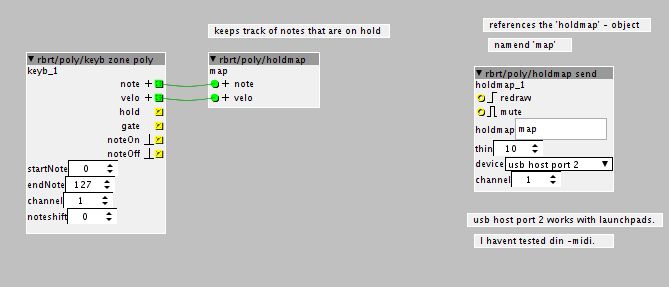 keeps track of notes that are on hold
references the 'holdmap' - object
namend 'map'
rbrt/poly/keyb zone poly
keyb_1
note +
velo +
hold
gate
noteOn
noteOff
startNote 0
endNote 127
channel 1
noteshift 0
rbrt/poly/holdmap
map
+ note
+ velo
rbrt/poly/holdmap send
holdmap_1
redraw
mute
holdmap map
thin 10
device usb host port 2
channel 1
usb host port 2 works with launchpads.
I havent tested din -midi.